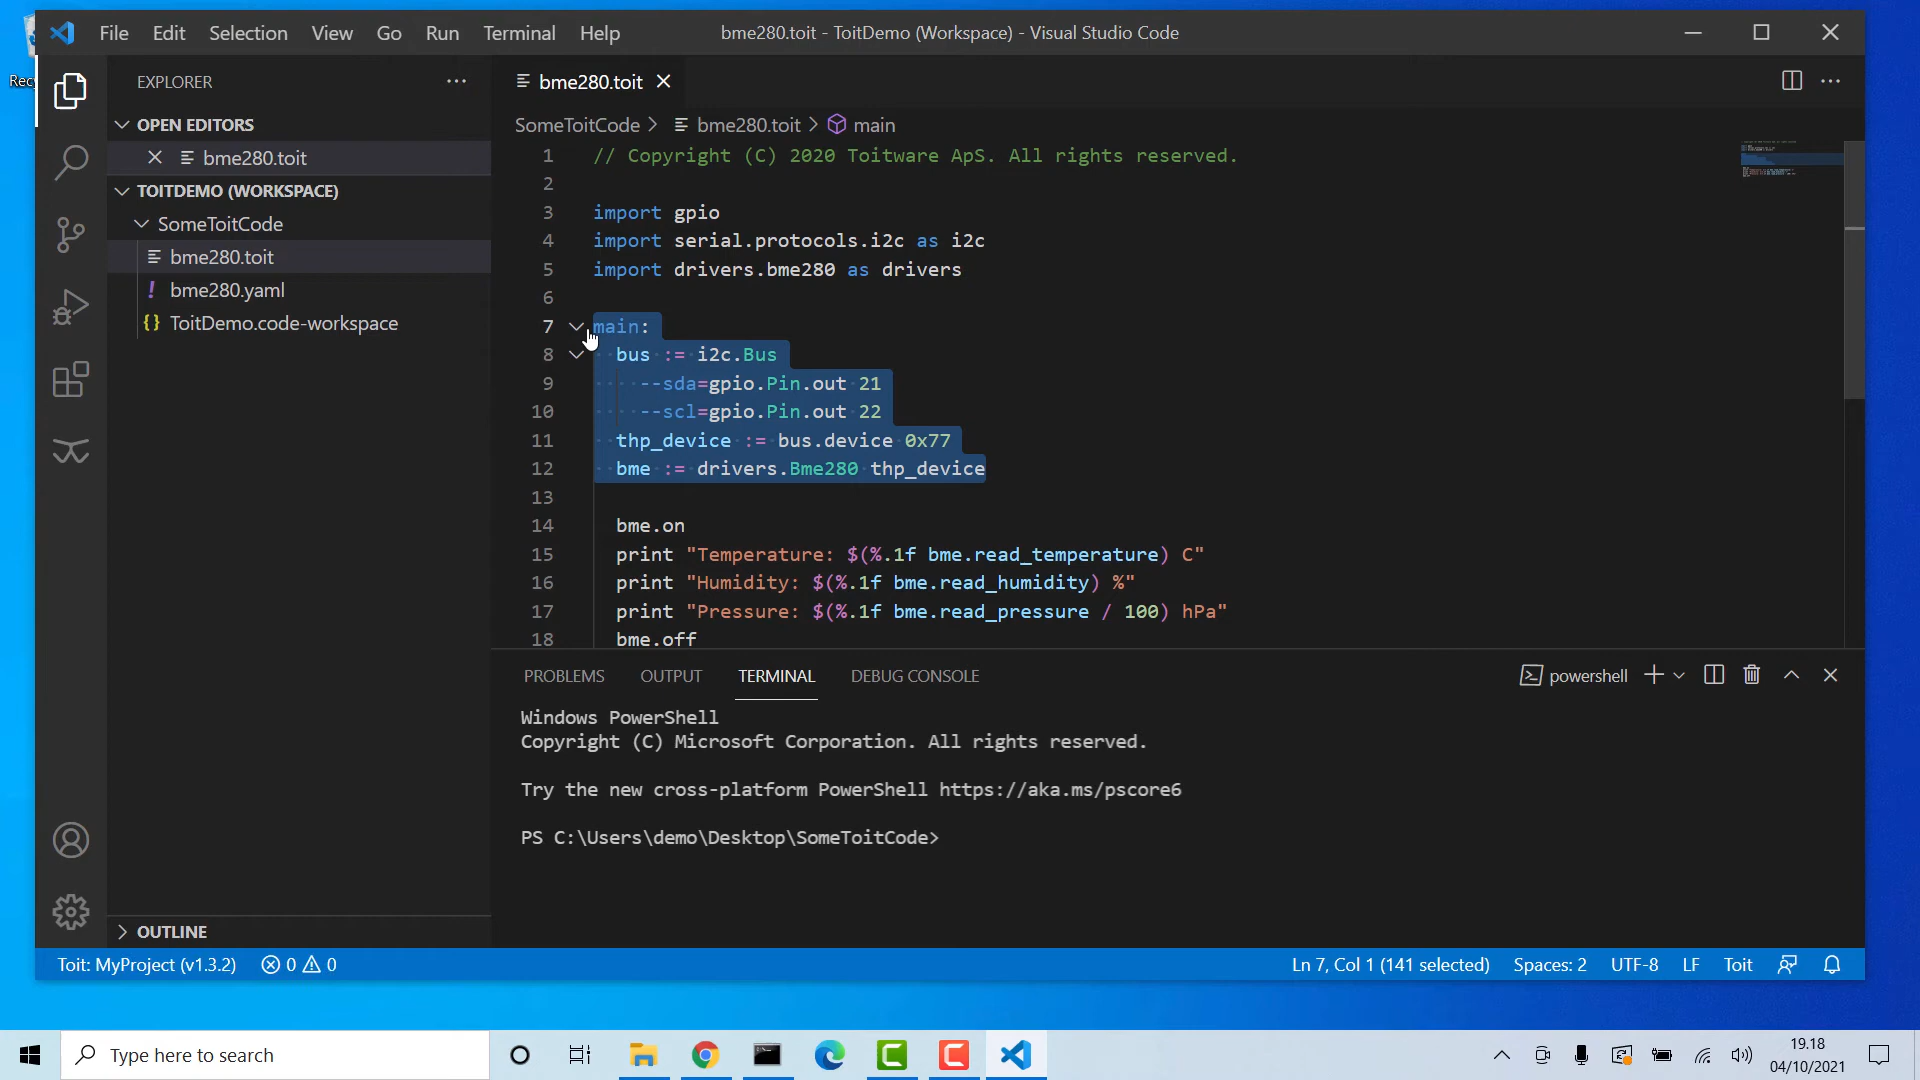 Recy
File Edit Selection View Go Run Terminal Help
bme280.toit - ToitDemo (Workspace) - Visual Studio Code
EXPLORER
OPEN EDITORS
bme280.toit
TOITDEMO (WORKSPACE)
SomeToitCode
bme280.toit
! bme280.yaml
{} ToitDemo.code-workspace
OUTLINE
bme280.toit
SomeToitCode > bme280.toit > main
1 // Copyright (C) 2020 Toitware ApS. All rights reserved.
2
3 import gpio
4 import serial.protocols.i2c as i2c
5 import drivers.bme280 as drivers
6
7 main:
8 bus := i2c.Bus
9 --sda=gpio.Pin.out 21
10 --scl=gpio.Pin.out 22
11 thp_device := bus.device 0x77
12 bme := drivers.Bme280 thp_device
13
14 bme.on
15 print "Temperature: $(%.1f bme.read_temperature) C"
16 print "Humidity: $(%.1f bme.read_humidity) %"
17 print "Pressure: $(%.1f bme.read_pressure / 100) hPa"
18 bme.off
PROBLEMS OUTPUT TERMINAL DEBUG CONSOLE
powershell
Windows PowerShell
Copyright (C) Microsoft Corporation. All rights reserved.
Try the new cross-platform PowerShell https://aka.ms/pscore6
PS C:\Users\demo\Desktop\SomeToitCode>
Toit: MyProject (v1.3.2) 0 0
Ln 7, Col 1 (141 selected) Spaces: 2 UTF-8 LF Toit
Type here to search
19.18
04/10/2021